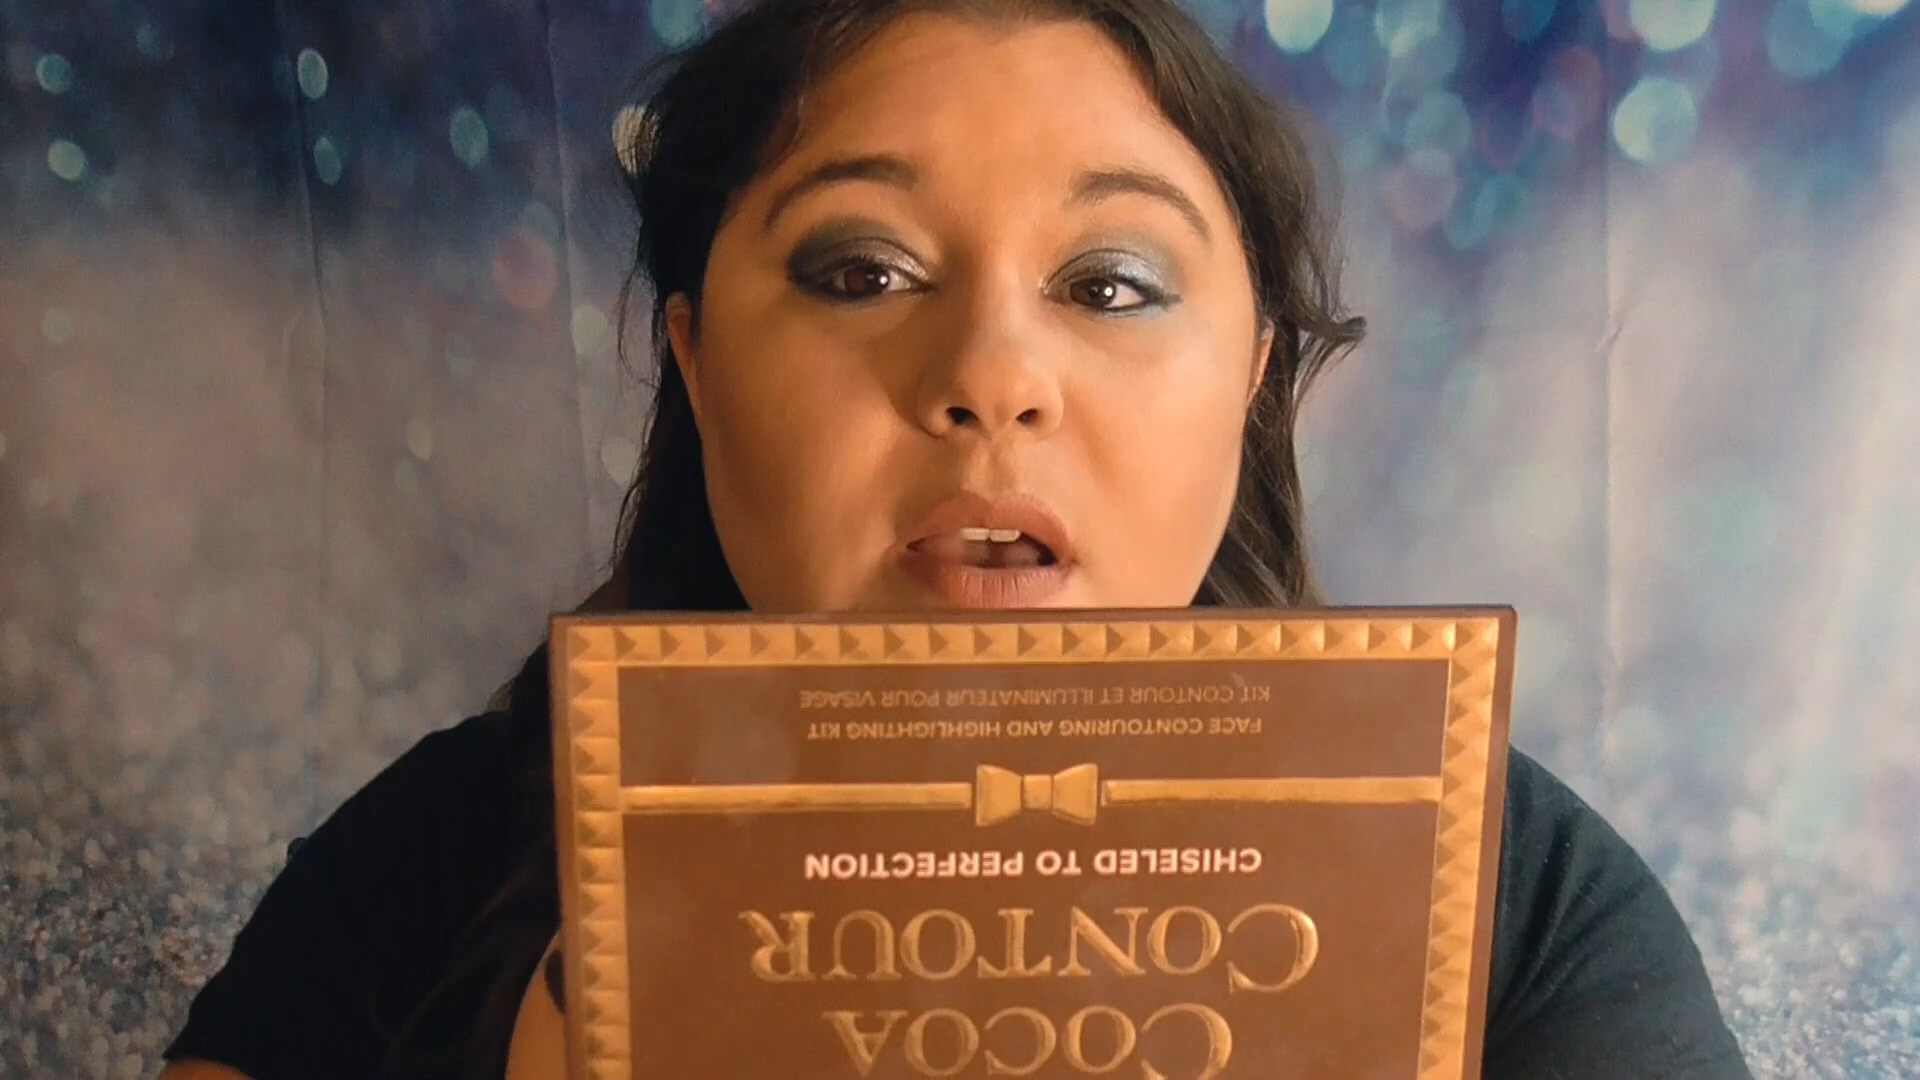 COCOA
CONTOUR
CHISELED TO PERFECTION
FACE CONTOURING AND HIGHLIGHTING KIT
KIT CONTOUR ET ILLUMINATEUR POUR VISAGE